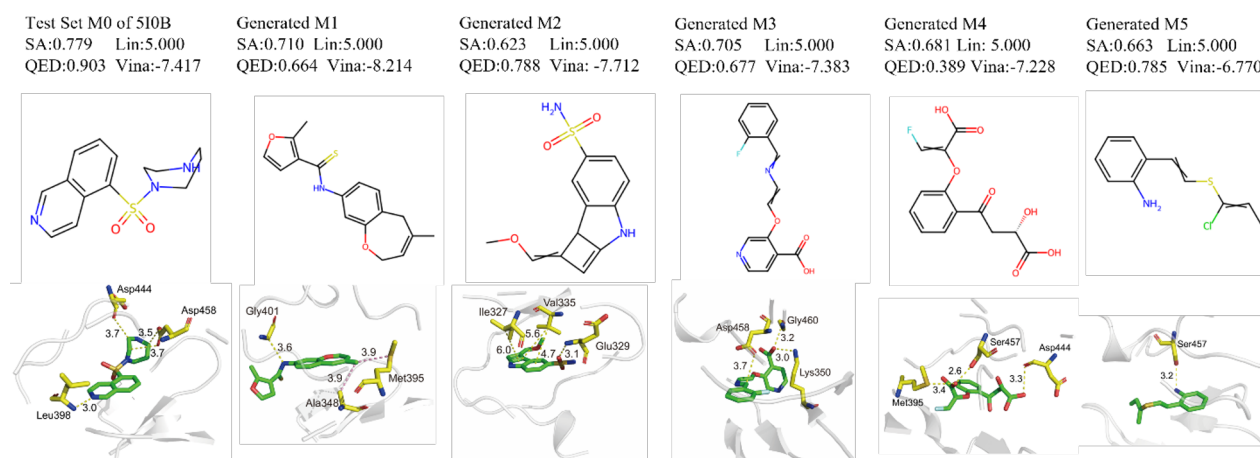 Test Set M0 of 5I0B
SA:0.779 Lin:5.000
QED:0.903 Vina:-7.417
Generated M1
SA:0.710 Lin:5.000
QED:0.664 Vina:-8.214
Generated M2
SA:0.623 Lin:5.000
QED:0.788 Vina: -7.712
Generated M3
SA:0.705 Lin:5.000
QED:0.677 Vina:-7.383
Generated M4
SA:0.681 Lin: 5.000
QED:0.389 Vina:-7.228
Generated M5
SA:0.663 Lin:5.000
QED:0.785 Vina:-6.770
N
S
O
O
N
NH
O
S
HN
O
H₂N
S
O
O
O
NH
F
N
O
N
O
OH
HO
F
O
O
O
OH
O
OH
NH₂
S
Cl
Asp444
3.7
3.5
Asp458
3.7
Leu398
3.0
Gly401
3.6
3.9
3.9
Met395
Ala348
Val335
Ile327
5.6
6.0
4.7
3.1
Glu329
Gly460
Asp458
3.2
3.0
3.7
Lys350
Ser457
Asp444
2.6
3.3
3.4
Met395
Ser457
3.2